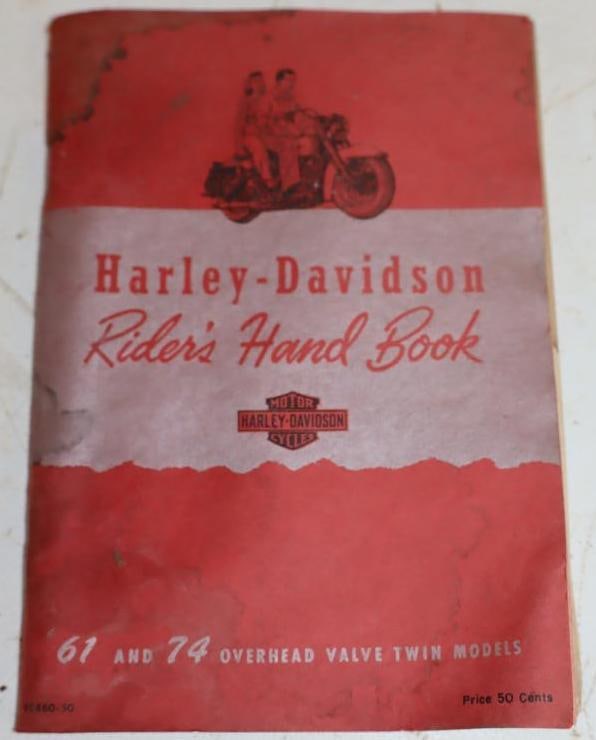 Harley-Davidson
Rider's Hand Book
MOTOR
HARLEY-DAVIDSON
CYCLES
61 AND 74 OVERHEAD VALVE TWIN MODELS
Price 50 Cents